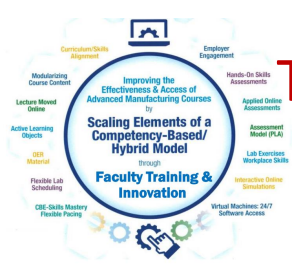 Curriculum/Skills
Alignment
Modularizing
Course Content
Lecture Moved
Online
Active Learning
Objects
OER
Material
Flexible Lab
Scheduling
CBE-Skills Mastery
Flexible Pacing
Improving the
Effectiveness & Access of
Advanced Manufacturing Courses
by
Scaling Elements of a
Competency-Based/
Hybrid Model
through
Faculty Training &
Innovation
Employer
Engagement
Hands-On Skills
Assessments
Applied Online
Assessments
Assessment
Model (PLA)
Lab Exercises
Workplace Skills
Interactive Online
Simulations
Virtual Machines: 24/7
Software Access